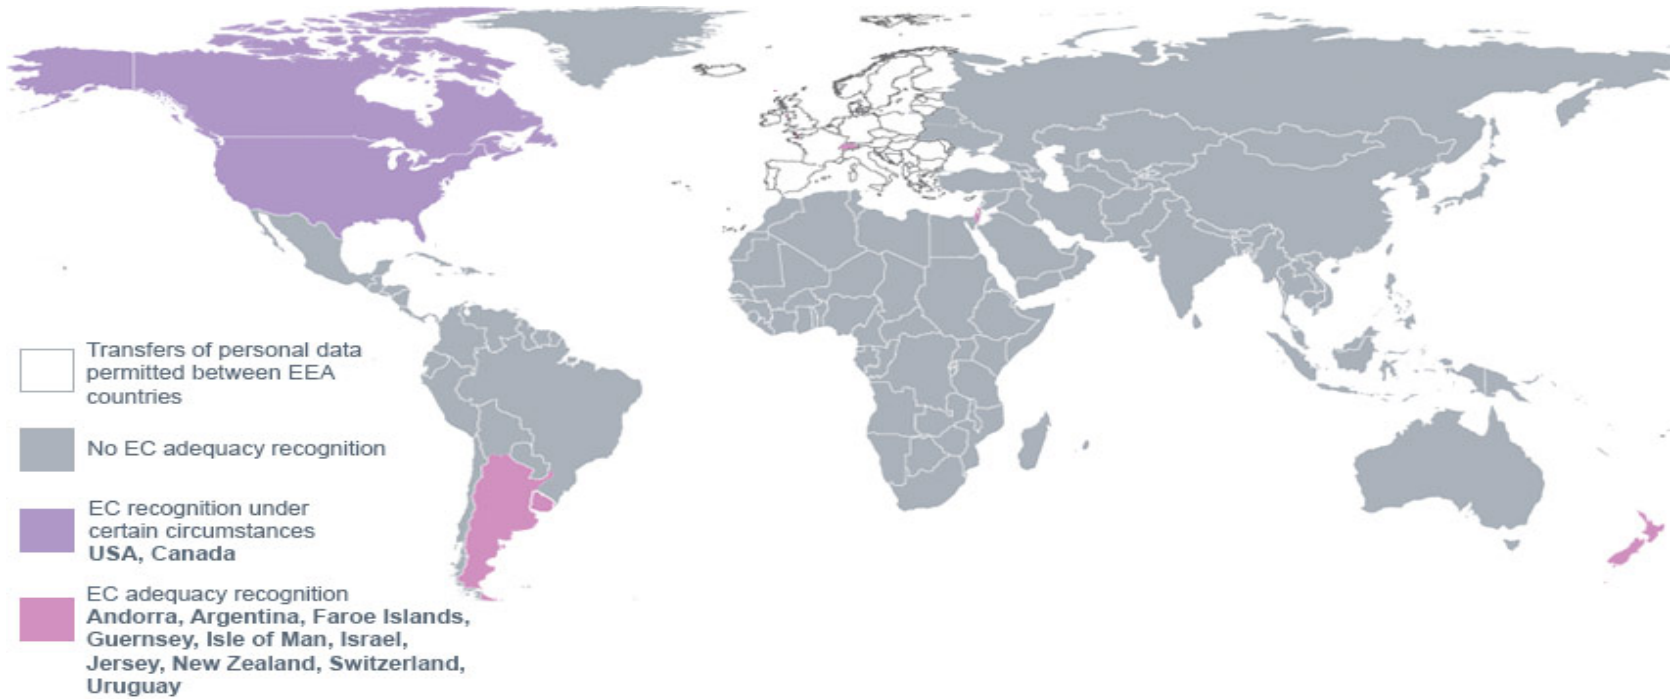 Transfers of personal data
permitted between EEA
countries
No EC adequacy recognition
EC recognition under
certain circumstances
USA, Canada
EC adequacy recognition
Andorra, Argentina, Faroe Islands,
Guernsey, Isle of Man, Israel,
Jersey, New Zealand, Switzerland,
Uruguay